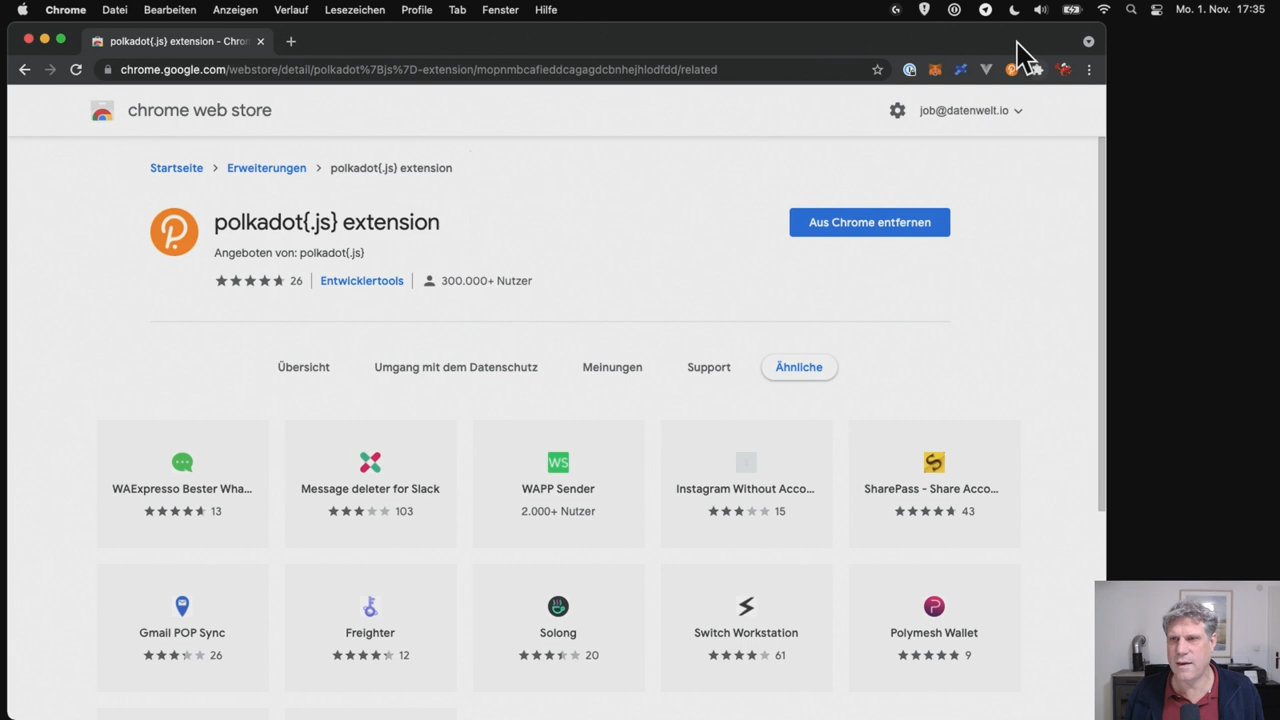 Chrome Datei Bearbeiten Anzeigen Verlauf Lesezeichen Profile Tab Fenster Hilfe Mo. 1. Nov. 17:35
polkadot{.js} extension - Chron
chrome.google.com/webstore/detail/polkadot%7Bjs%7D-extension/mopnmbcafieddcagagdcbnhejhlodfdd/related
chrome web store job@datenwelt.io
Startseite Erweiterungen polkadot{.js} extension
polkadot{.js} extension
Aus Chrome entfernen
Angeboten von: polkadot{.js}
26 Entwicklertools 300.000+ Nutzer
Übersicht Umgang mit dem Datenschutz Meinungen Support Ähnliche
WS
WAExpresso Bester Wha... Message deleter for Slack WAPP Sender Instagram Without Acco... SharePass - Share Acco...
13 103 2.000+ Nutzer 15 43
Gmail POP Sync Freighter Solong Switch Workstation Polymesh Wallet
26 12 20 61 9